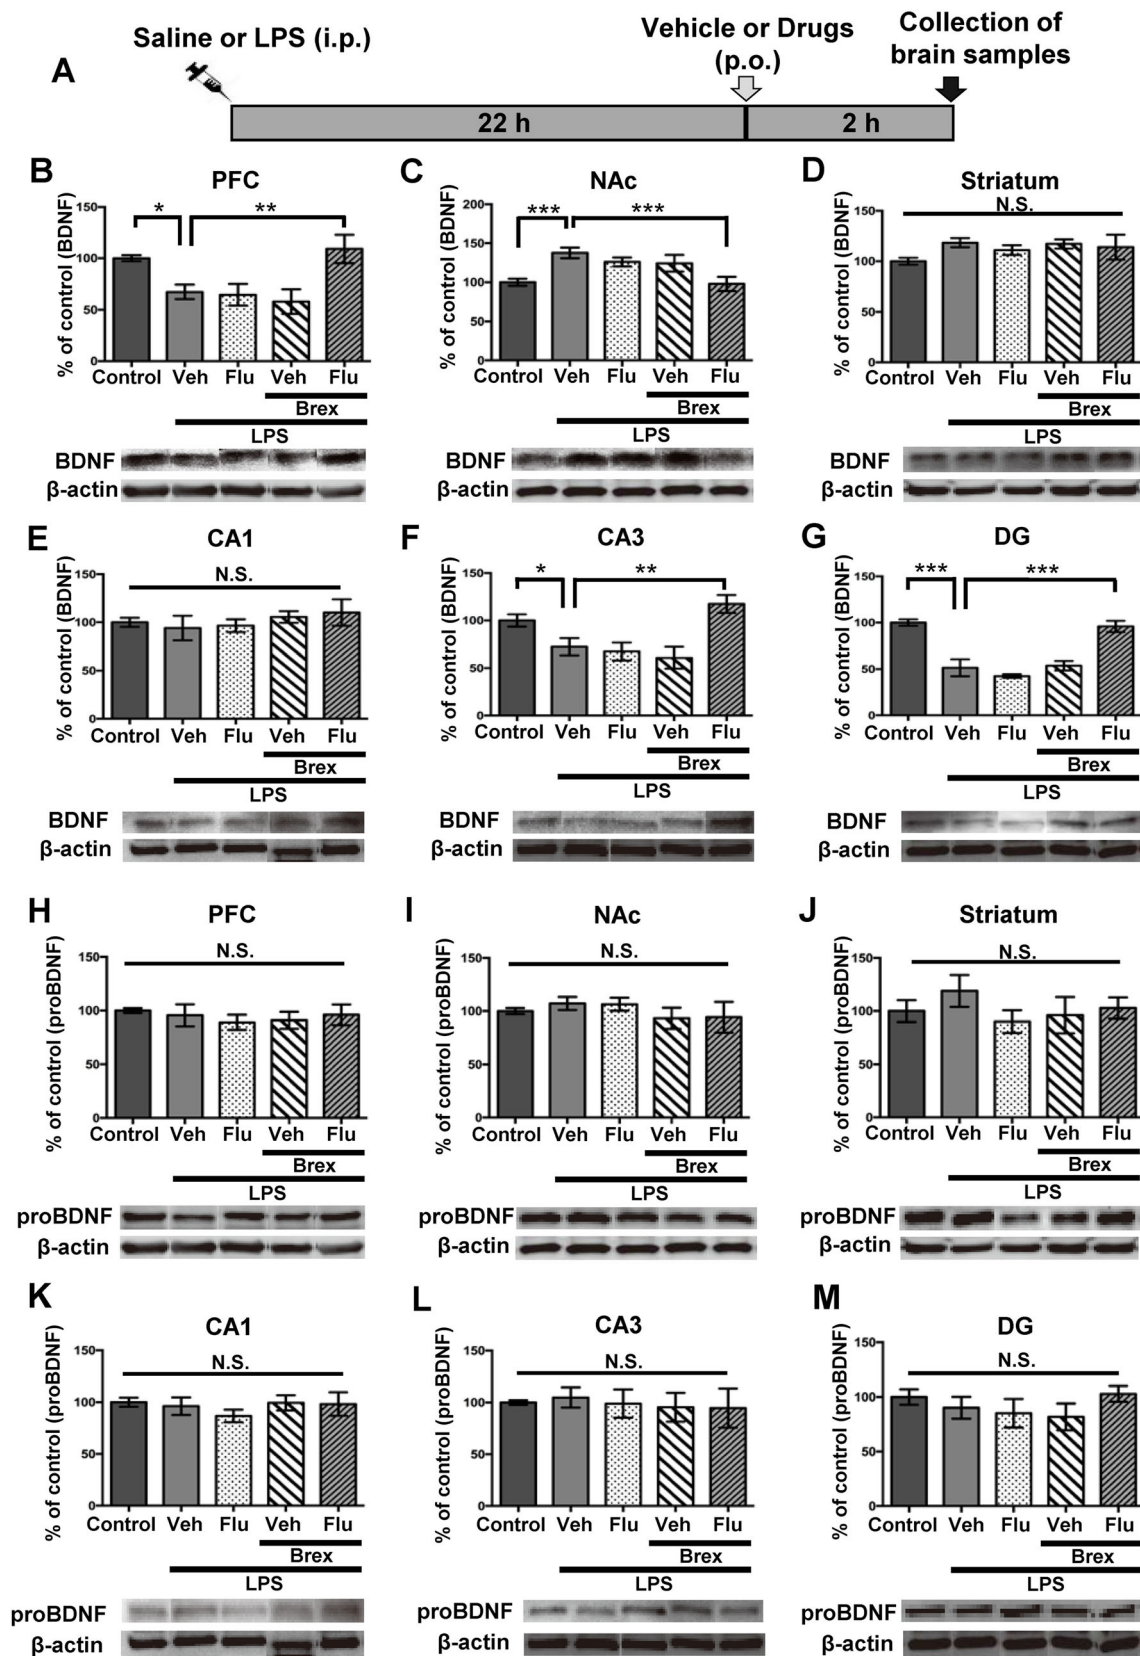 Saline or LPS (i.p.)
Vehicle or Drugs
(p.o.)
Collection of
brain samples
A
22 h
2 h
B
PFC
% of control (BDNF)
150
100
50
0
*
**
Control Veh Flu Veh Flu
Brex
LPS
BDNF
β-actin
C
NAc
% of control (BDNF)
200
150
100
50
0
***
***
Control Veh Flu Veh Flu
Brex
LPS
BDNF
β-actin
D
Striatum
N.S.
% of control (BDNF)
150
100
50
0
Control Veh Flu Veh Flu
Brex
LPS
BDNF
β-actin
E
CA1
N.S.
% of control (BDNF)
150
100
50
0
Control Veh Flu Veh Flu
Brex
LPS
BDNF
β-actin
F
CA3
% of control (BDNF)
150
100
50
0
*
**
Control Veh Flu Veh Flu
Brex
LPS
BDNF
β-actin
G
DG
% of control (BDNF)
150
100
50
0
***
***
Control Veh Flu Veh Flu
Brex
LPS
BDNF
β-actin
H
PFC
N.S.
% of control (proBDNF)
150
100
50
0
Control Veh Flu Veh Flu
Brex
LPS
proBDNF
β-actin
I
NAc
N.S.
% of control (proBDNF)
150
100
50
0
Control Veh Flu Veh Flu
Brex
LPS
proBDNF
β-actin
J
Striatum
N.S.
% of control (proBDNF)
150
100
50
0
Control Veh Flu Veh Flu
Brex
LPS
proBDNF
β-actin
K
CA1
N.S.
% of control (proBDNF)
150
100
50
0
Control Veh Flu Veh Flu
Brex
LPS
proBDNF
β-actin
L
CA3
N.S.
% of control (proBDNF)
150
100
50
0
Control Veh Flu Veh Flu
Brex
LPS
proBDNF
β-actin
M
DG
N.S.
% of control (proBDNF)
150
100
50
0
Control Veh Flu Veh Flu
Brex
LPS
proBDNF
β-actin